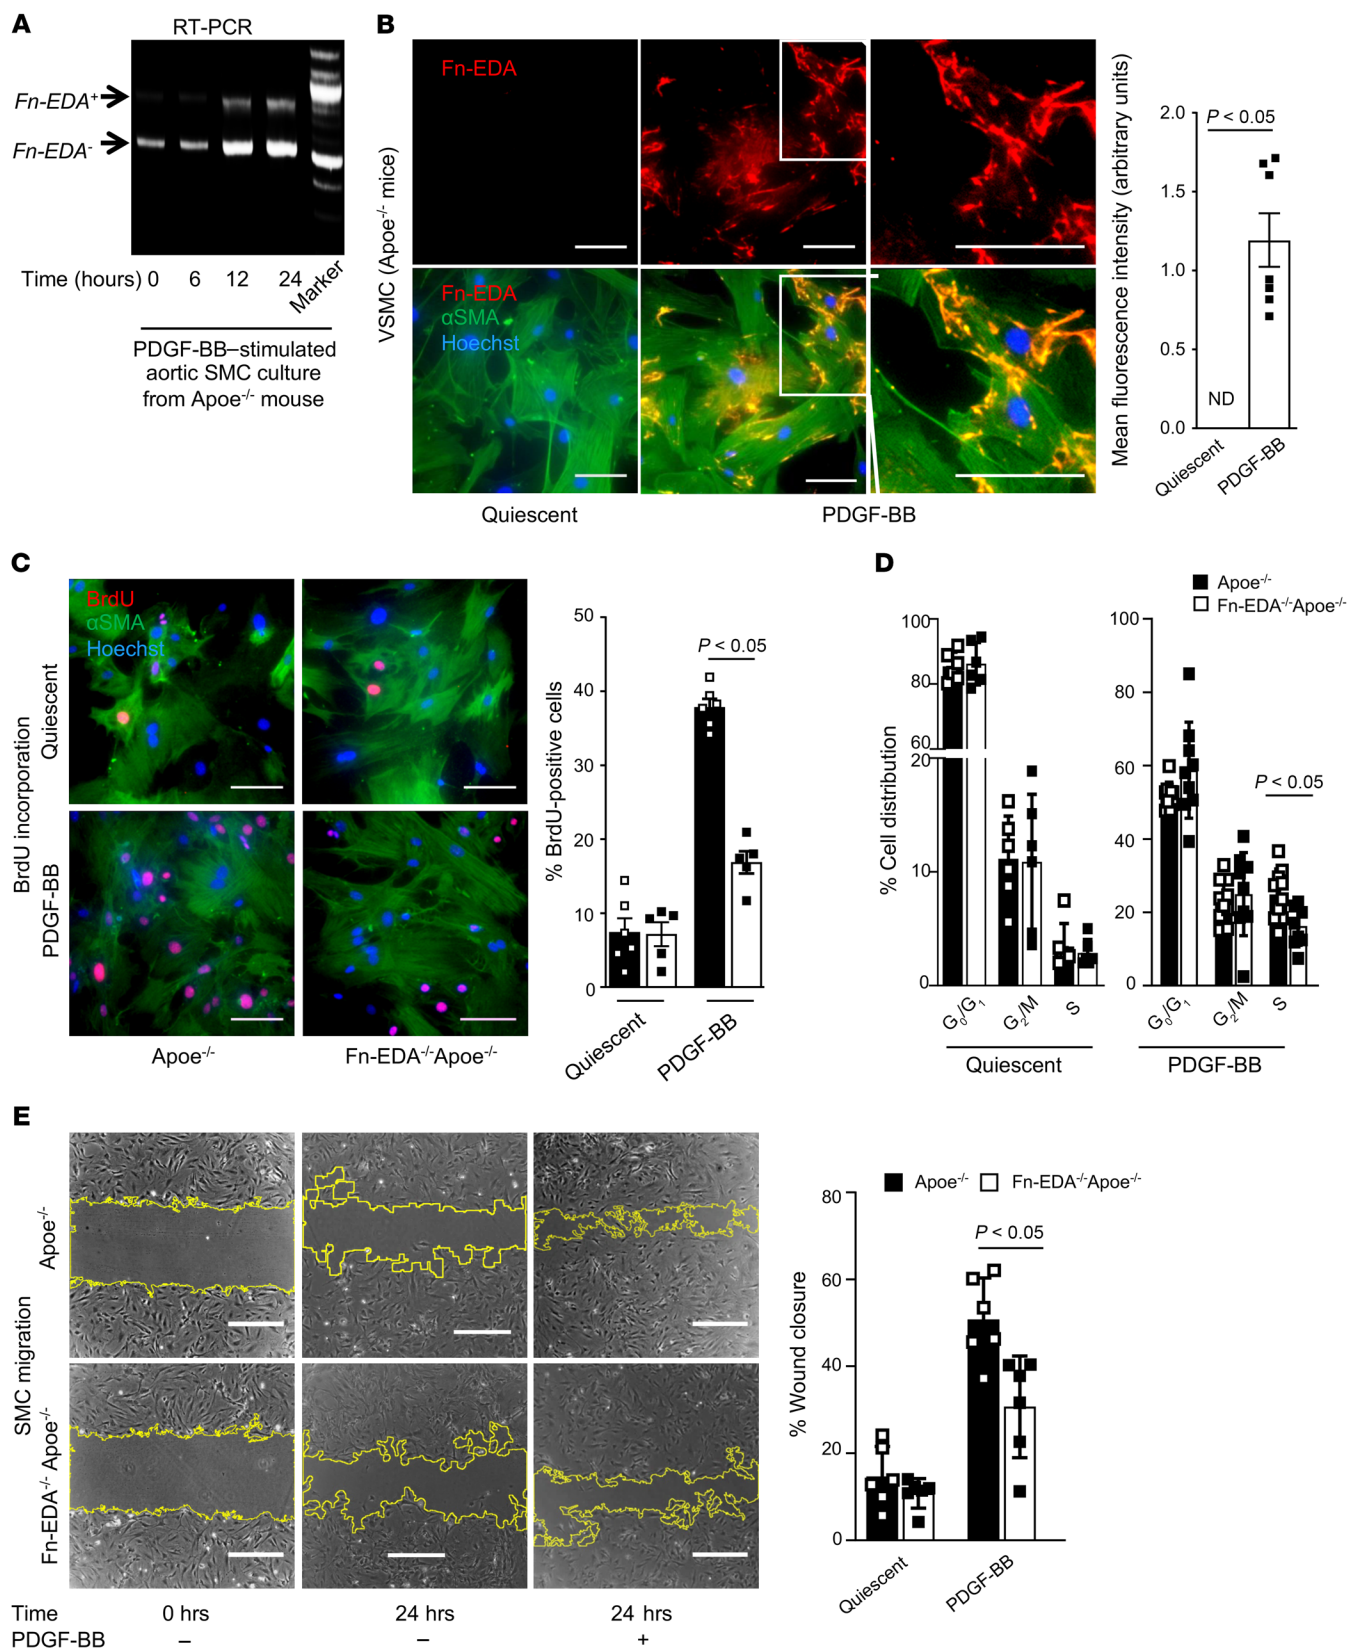 A
RT-PCR
Fn-EDA+
Fn-EDA-
Time (hours) 0 6 12 24 Marker
PDGF-BB–stimulated
aortic SMC culture
from Apoe-/- mouse
B
VSMC (Apoe-/- mice)
Fn-EDA
Fn-EDA
αSMA
Hoechst
Quiescent
PDGF-BB
Mean fluorescence intensity (arbitrary units)
2.0
1.5
1.0
0.5
0.0
P < 0.05
ND
Quiescent
PDGF-BB
C
BrdU incorporation
Quiescent
PDGF-BB
BrdU
αSMA
Hoechst
Apoe-/-
Fn-EDA-/-Apoe-/-
% BrdU-positive cells
50
40
30
20
10
0
P < 0.05
Quiescent
PDGF-BB
D
Apoe-/-
Fn-EDA-/-Apoe-/-
% Cell distribution
100
80
60
20
10
0
G0/G1
G2/M
S
Quiescent
100
80
60
40
20
0
P < 0.05
G0/G1
G2/M
S
PDGF-BB
E
SMC migration
Apoe-/-
Fn-EDA-/- Apoe-/-
Time 0 hrs 24 hrs 24 hrs
PDGF-BB – – +
Apoe-/- Fn-EDA-/-Apoe-/-
% Wound closure
80
60
40
20
0
P < 0.05
Quiescent
PDGF-BB